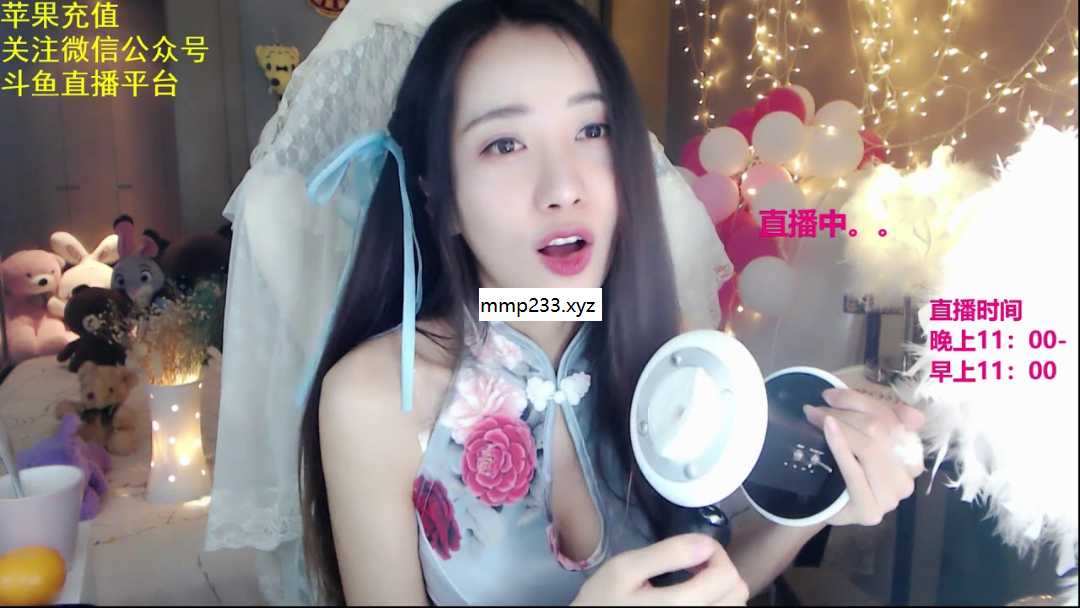 苹果充值
关注微信公众号
斗鱼直播平台
直播中。。
mmp233.xyz
直播时间
晚上11：00-
早上11：00